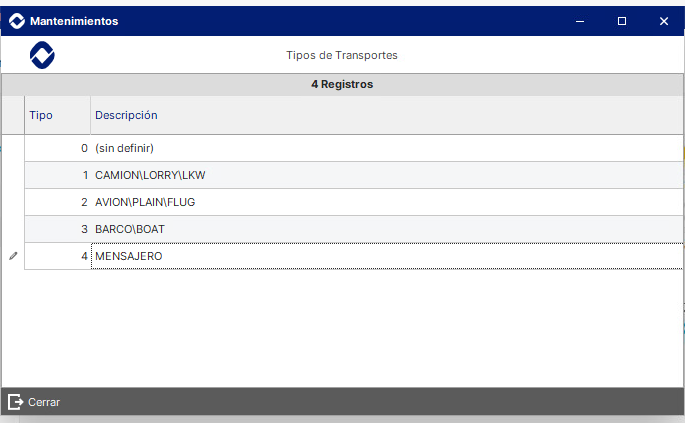 Mantenimientos
Tipos de Transportes
4 Registros
Tipo Descripción
0 (sin definir)
1 CAMION\LORRY\LKW
2 AVION\PLAIN\FLUG
3 BARCO\BOAT
4 MENSAJERO
Cerrar